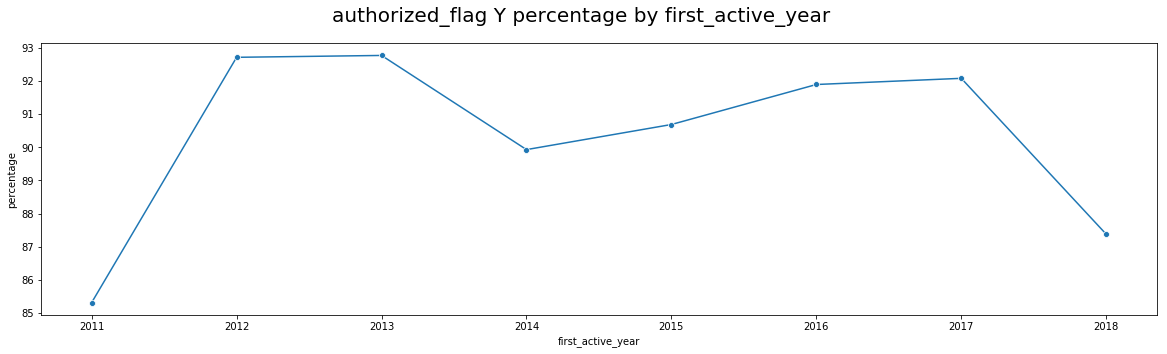 authorized_flag Y percentage by first_active_year
93
92
91
90
89
88
87
86
85
percentage
2011 2012 2013 2014 2015 2016 2017 2018
first_active_year